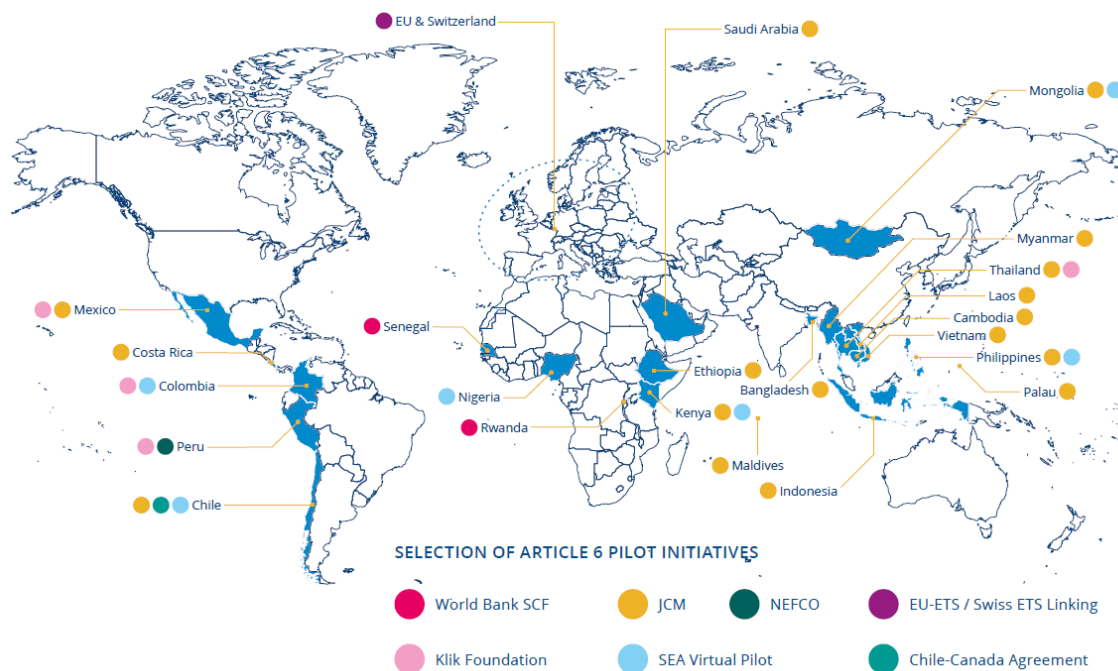 EU & Switzerland
Saudi Arabia
Mongolia
Myanmar
Thailand
Laos
Cambodia
Vietnam
Philippines
Palau
Mexico
Costa Rica
Colombia
Peru
Chile
Senegal
Nigeria
Rwanda
Ethiopia
Kenya
Bangladesh
Maldives
Indonesia
SELECTION OF ARTICLE 6 PILOT INITIATIVES
World Bank SCF
JCM
NEFCO
EU-ETS / Swiss ETS Linking
Klik Foundation
SEA Virtual Pilot
Chile-Canada Agreement